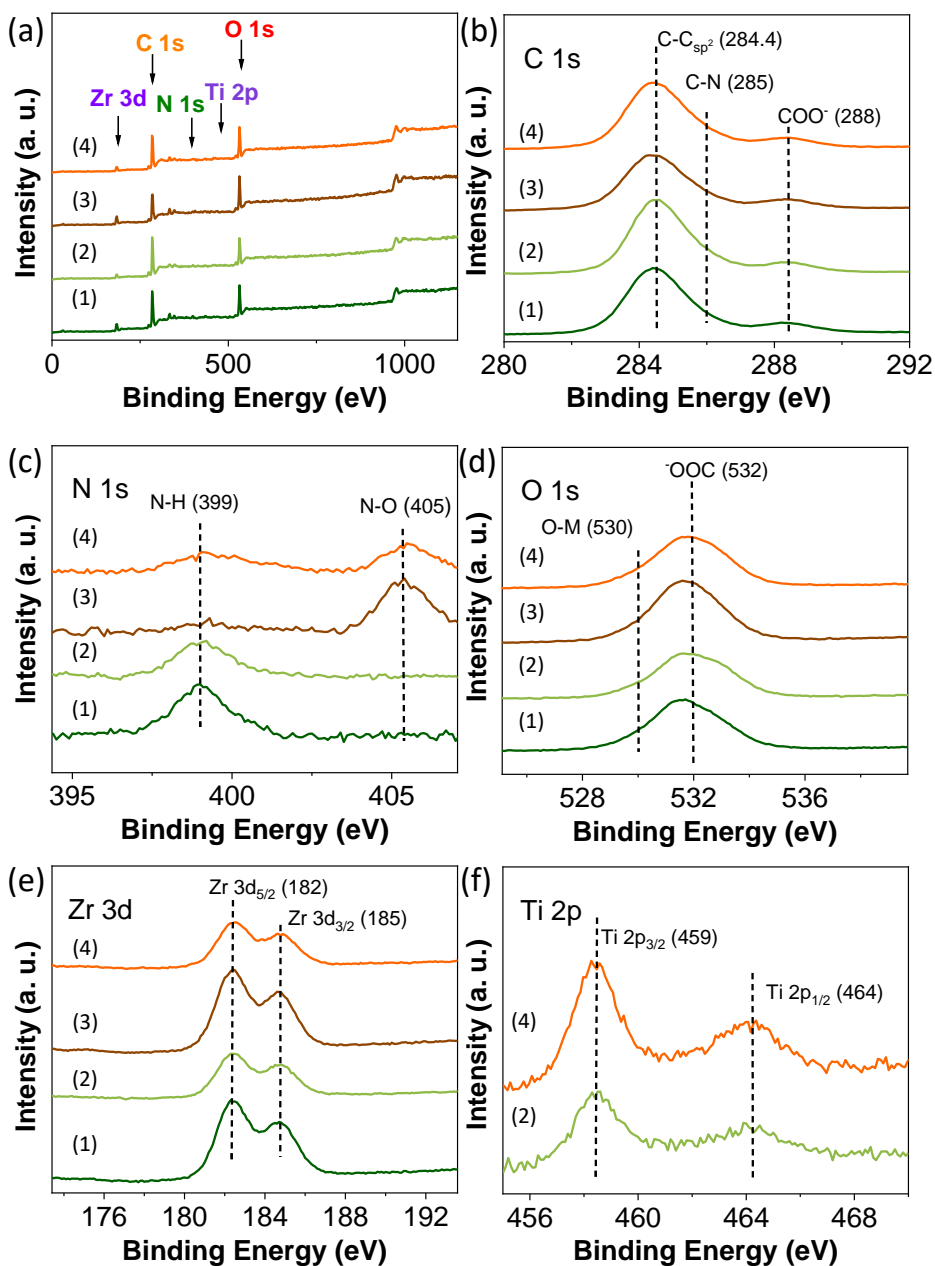 (a)
O 1s
C 1s
Zr 3d
N 1s
Ti 2p
(4)
(3)
(2)
(1)
0
500
1000
Binding Energy (eV)
Intensity (a. u.)
(b)
C 1s
C-Csp² (284.4)
C-N (285)
COO⁻ (288)
(4)
(3)
(2)
(1)
280
284
288
292
Binding Energy (eV)
Intensity (a. u.)
(c)
N 1s
N-H (399)
N-O (405)
(4)
(3)
(2)
(1)
395
400
405
Binding Energy (eV)
Intensity (a. u.)
(d)
O 1s
⁻OOC (532)
O-M (530)
(4)
(3)
(2)
(1)
528
532
536
Binding Energy (eV)
Intensity (a. u.)
(e)
Zr 3d
Zr 3d5/2 (182)
Zr 3d3/2 (185)
(4)
(3)
(2)
(1)
176
180
184
188
192
Binding Energy (eV)
Intensity (a. u.)
(f)
Ti 2p
Ti 2p3/2 (459)
Ti 2p1/2 (464)
(4)
(2)
456
460
464
468
Binding Energy (eV)
Intensity (a. u.)